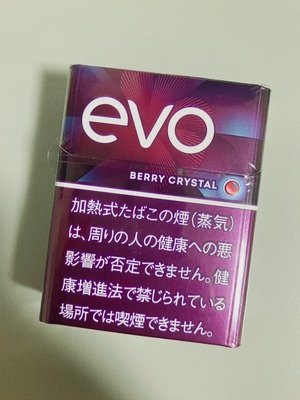 evo
BERRY CRYSTAL
加熱式たばこの煙(蒸気)
は、周りの人の健康への悪
影響が否定できません。健
康増進法で禁じられている
場所では喫煙できません。